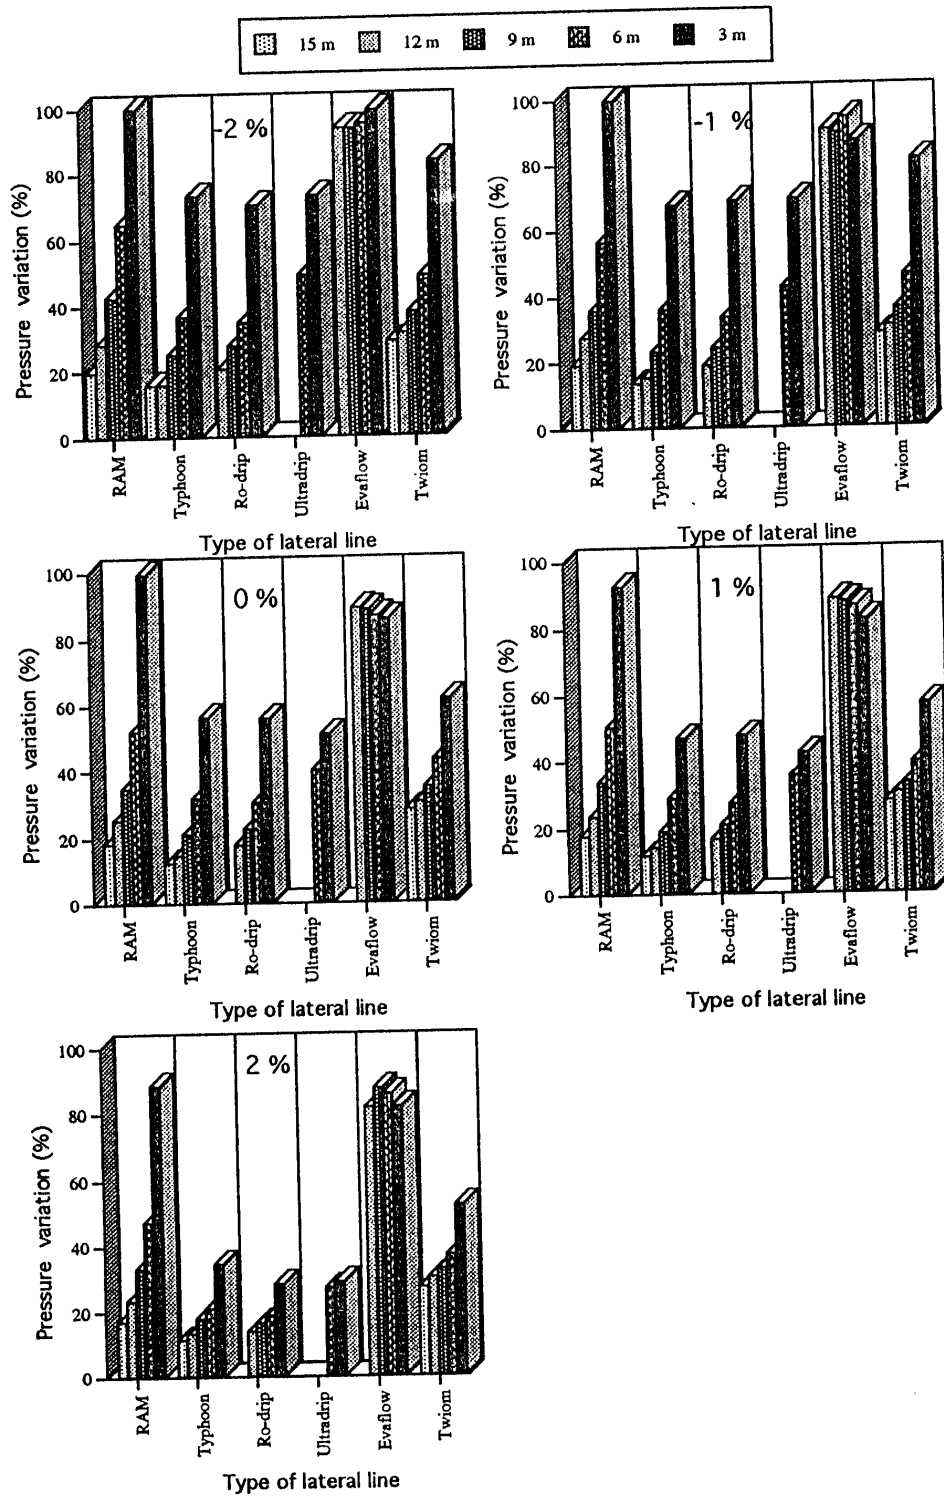 15 m 12 m 9 m 6 m 3 m
-2 %
Pressure variation (%)
100
80
60
40
20
0
RAM
Typhoon
Ro-drip
Ultradrip
Evaflow
Twiom
Type of lateral line
-1 %
Pressure variation (%)
100
80
60
40
20
0
RAM
Typhoon
Ro-drip
Ultradrip
Evaflow
Twiom
Type of lateral line
0 %
Pressure variation (%)
100
80
60
40
20
0
RAM
Typhoon
Ro-drip
Ultradrip
Evaflow
Twiom
Type of lateral line
1 %
Pressure variation (%)
100
80
60
40
20
0
RAM
Typhoon
Ro-drip
Ultradrip
Evaflow
Twiom
Type of lateral line
2 %
Pressure variation (%)
100
80
60
40
20
0
RAM
Typhoon
Ro-drip
Ultradrip
Evaflow
Twiom
Type of lateral line